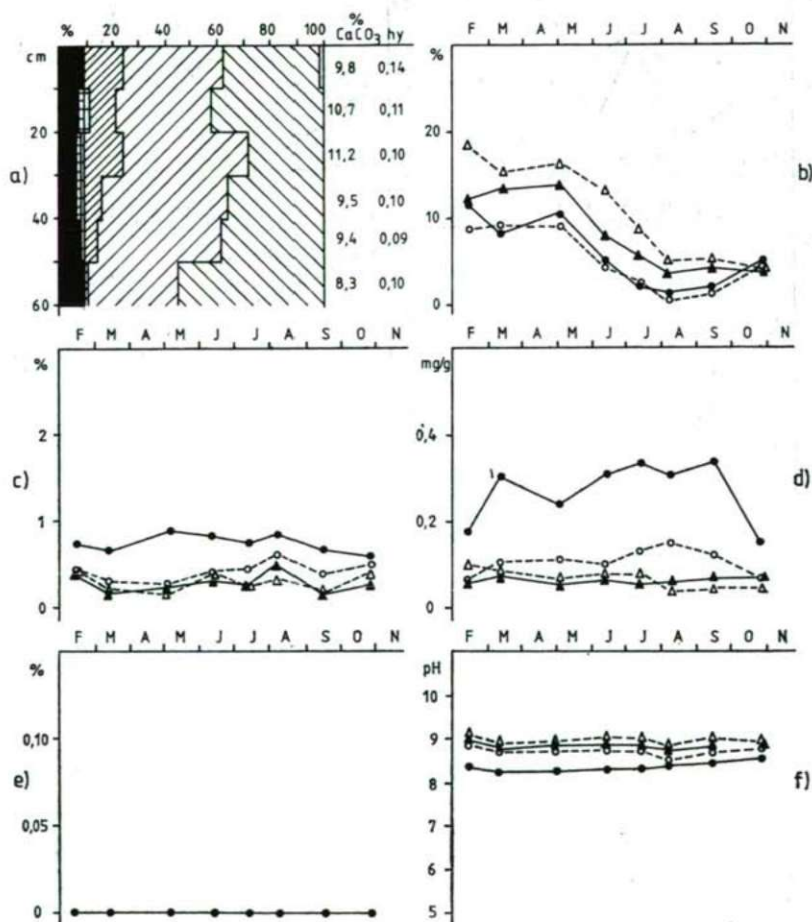 %
% 20 40 60 80 100 CaCO₃ hy
cm
9,8 0,14
10,7 0,11
20
11,2 0,10
a)
9,5 0,10
40
9,4 0,09
8,3 0,10
60
F M A M J J A S O N
%
20
b)
10
0
F M A M J J A S O N
%
2
c)
1
0
F M A M J J A S O N
mg/g
0,4
d)
0,2
0
F M A M J J A S O N
%
0,10
e)
0,05
0
F M A M J J A S O N
pH
10
9
f)
8
7
6
5